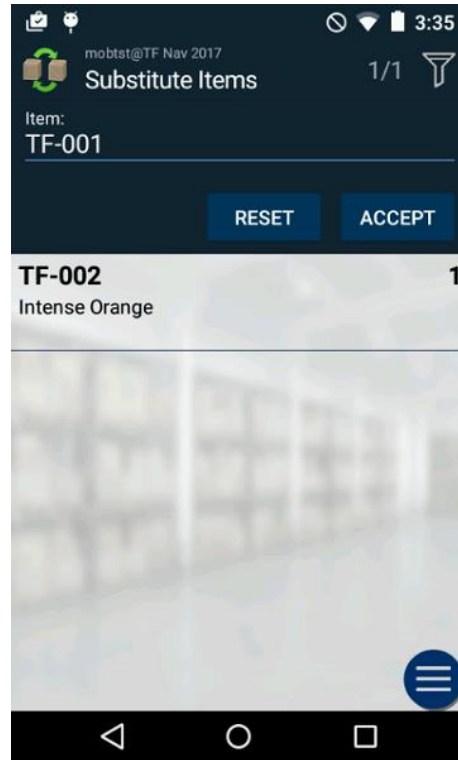 3:35
mobtst@TF Nav 2017
Substitute Items
1/1
Item:
TF-001
RESET
ACCEPT
TF-002
1
Intense Orange